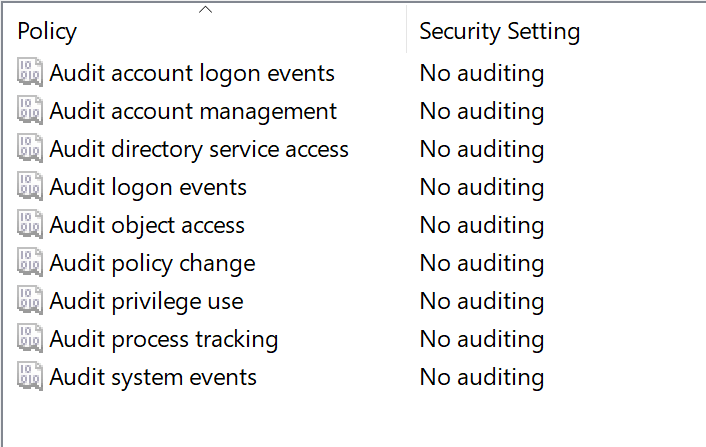 Policy Security Setting
Audit account logon events No auditing
Audit account management No auditing
Audit directory service access No auditing
Audit logon events No auditing
Audit object access No auditing
Audit policy change No auditing
Audit privilege use No auditing
Audit process tracking No auditing
Audit system events No auditing